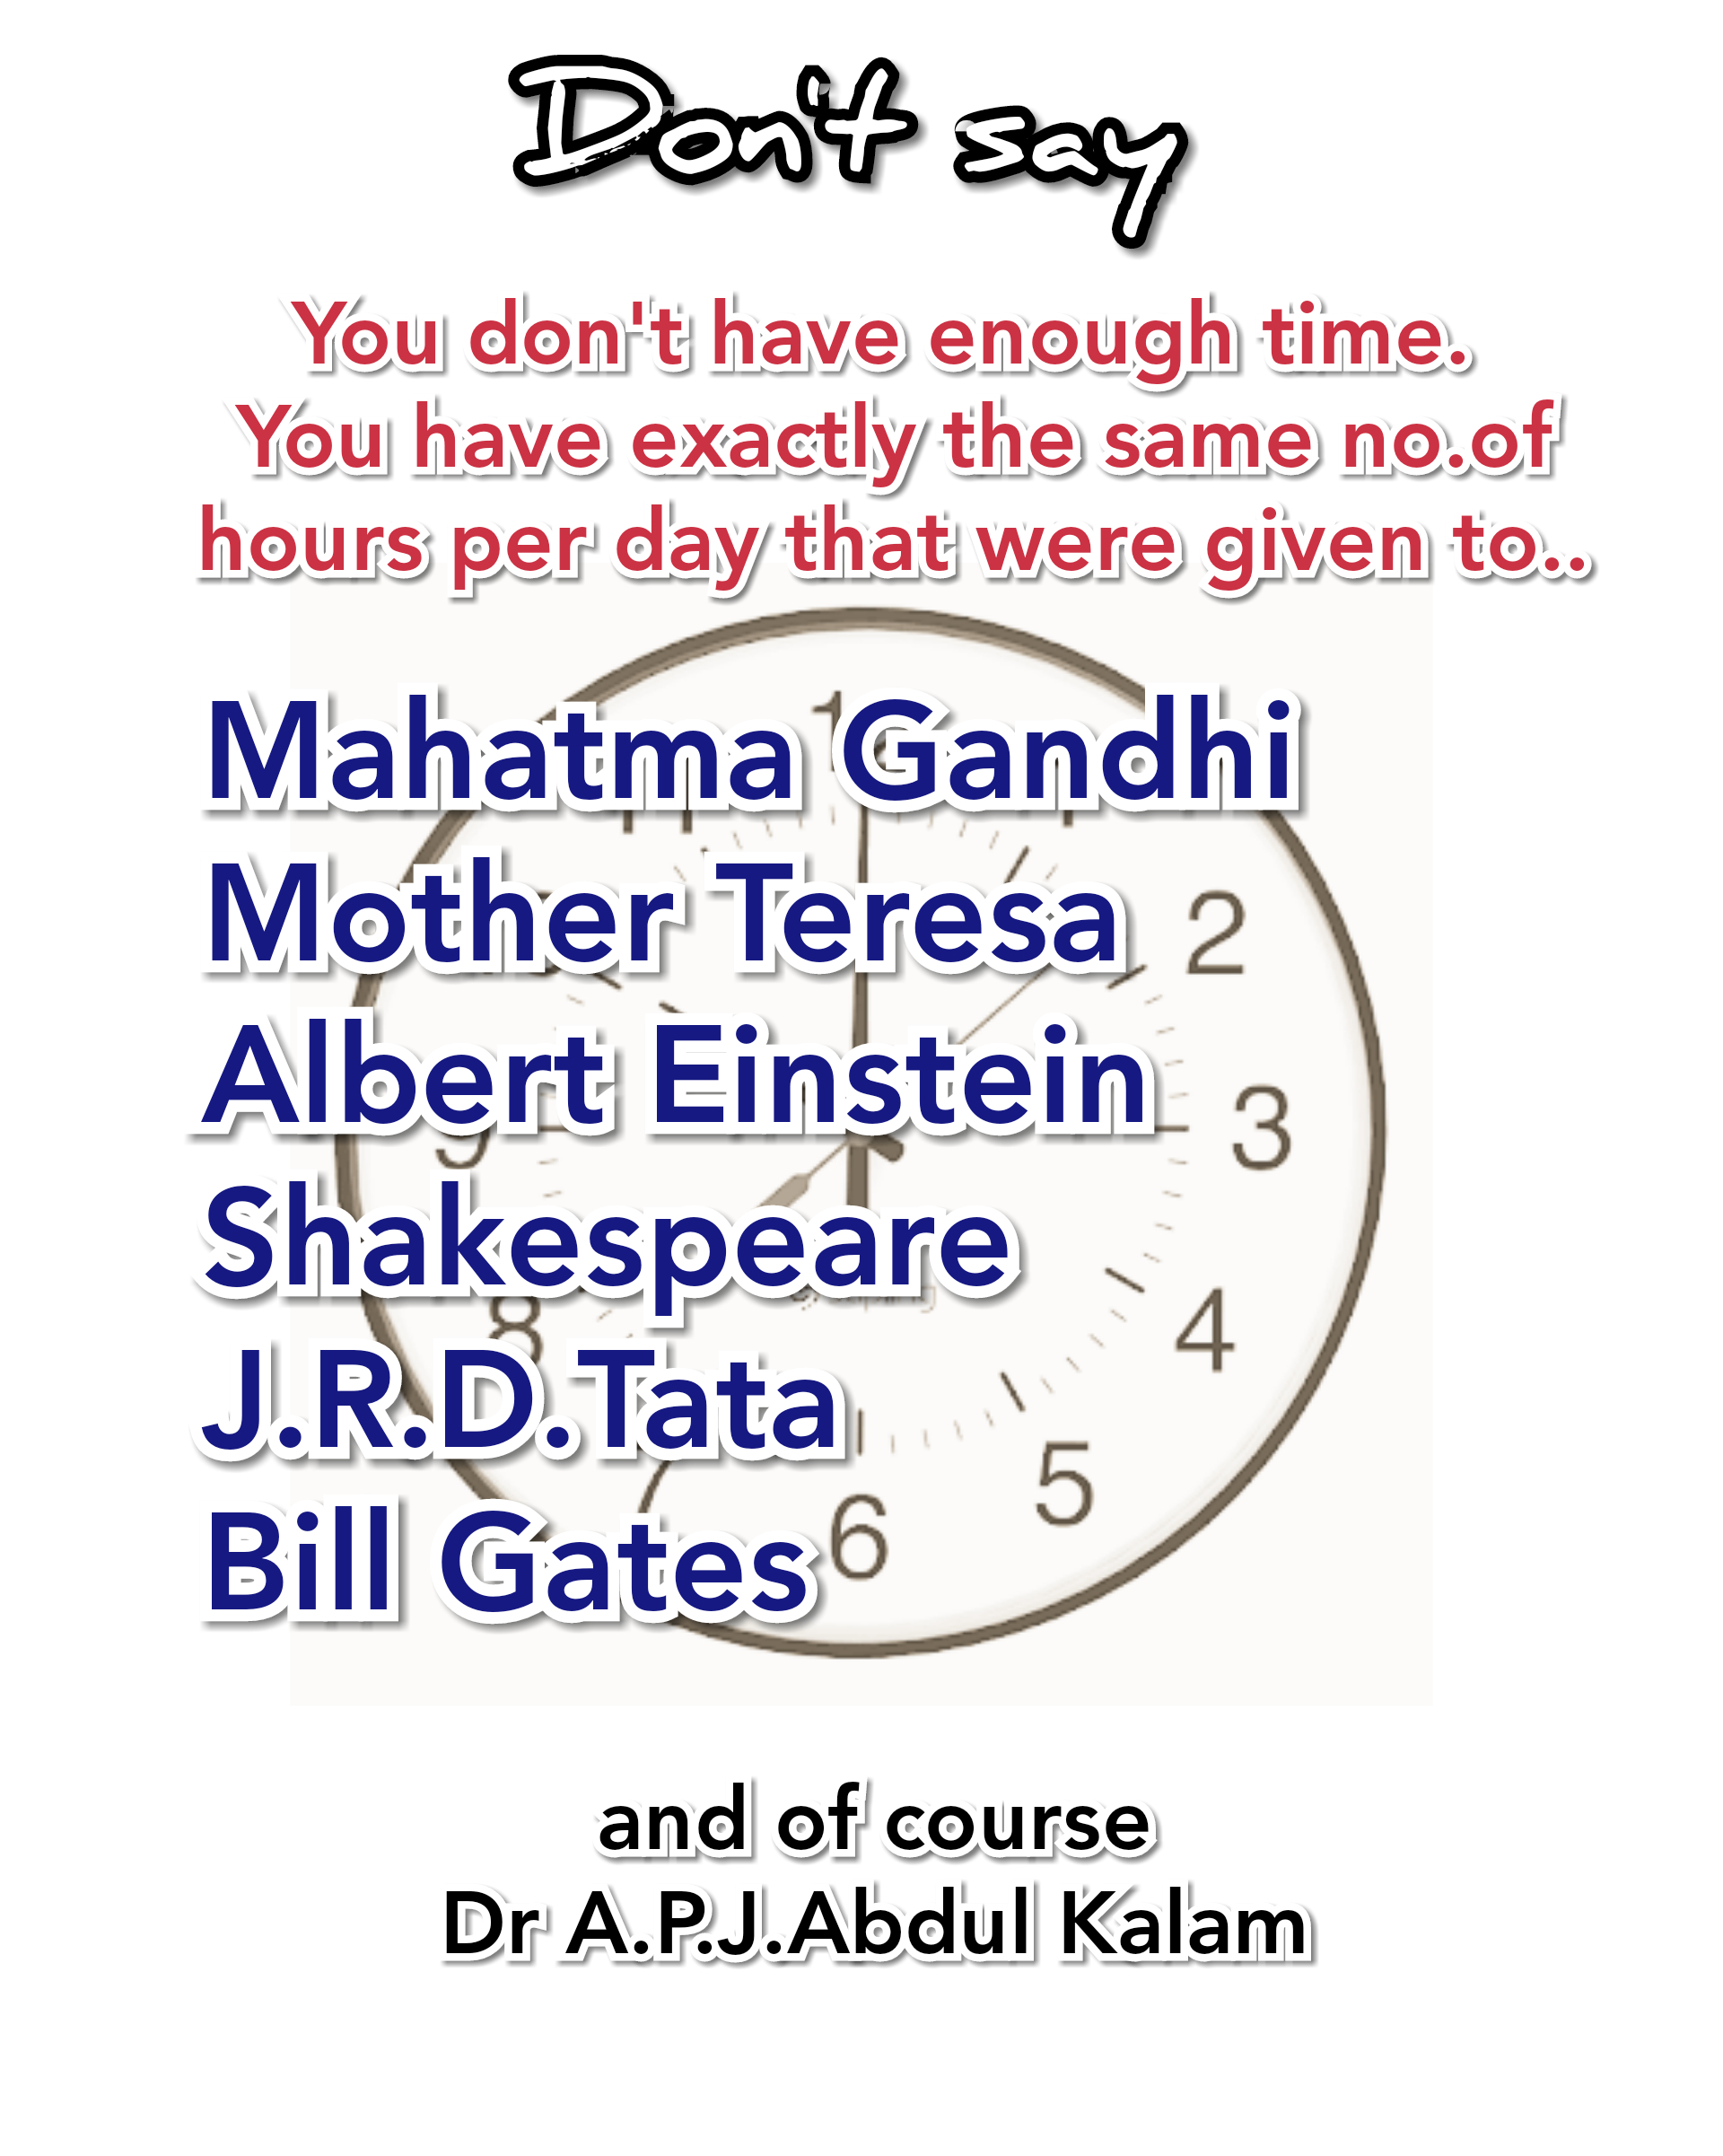 Don't say
You don't have enough time.
You have exactly the same no.of
hours per day that were given to..
Mahatma Gandhi
Mother Teresa
Albert Einstein
Shakespeare
J.R.D.Tata
Bill Gates
2
3
4
5
6
8
9
and of course
Dr A.P.J.Abdul Kalam